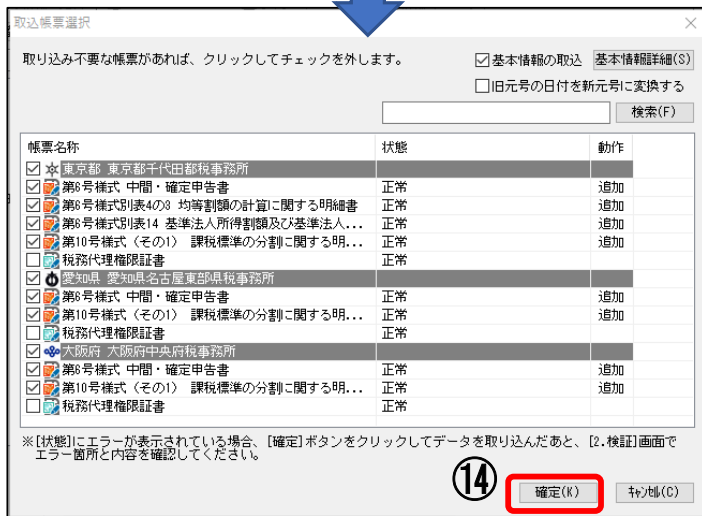 取込帳票選択
取り込み不要な帳票があれば、クリックしてチェックを外します。
基本情報の取込 基本情報詳細(S)
旧元号の日付を新元号に変換する
検索(F)
帳票名称 状態 動作
東京都 東京都千代田都税事務所
第6号様式 中間・確定申告書 正常 追加
第6号様式別表4の3 均等割額の計算に関する明細書 正常 追加
第6号様式別表14 基準法人所得割額及び基準法人... 正常 追加
第10号様式(その1) 課税標準の分割に関する明... 正常 追加
税務代理権限証書 正常
愛知県 愛知県名古屋東部県税事務所
第6号様式 中間・確定申告書 正常 追加
第10号様式(その1) 課税標準の分割に関する明... 正常 追加
税務代理権限証書 正常
大阪府 大阪府中央府税事務所
第6号様式 中間・確定申告書 正常 追加
第10号様式(その1) 課税標準の分割に関する明... 正常 追加
税務代理権限証書 正常
※[状態]にエラーが表示されている場合、[確定]ボタンをクリックしてデータを取り込んだあと、[2.検証]画面で
エラー箇所と内容を確認してください。
⑭
確定(K) キャンセル(C)